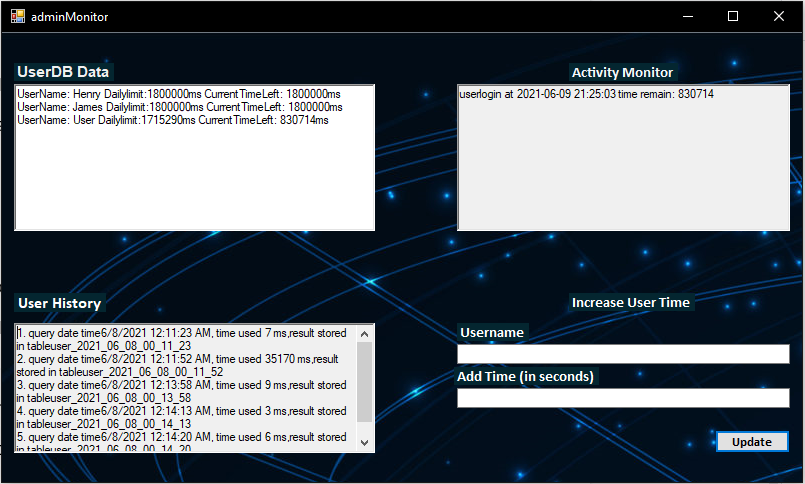 adminMonitor
UserDB Data
UserName: Henry Dailylimit:1800000ms CurrentTimeLeft: 1800000ms
UserName: James Dailylimit:1800000ms CurrentTimeLeft: 1800000ms
UserName: User Dailylimit:1715290ms CurrentTimeLeft: 830714ms
Activity Monitor
userlogin at 2021-06-09 21:25:03 time remain: 830714
User History
1. query date time6/8/2021 12:11:23 AM, time used 7 ms,result stored
in tableuser_2021_06_08_00_11_23
2. query date time6/8/2021 12:11:52 AM, time used 35170 ms,result
stored in tableuser_2021_06_08_00_11_52
3. query date time6/8/2021 12:13:58 AM, time used 9 ms,result stored
in tableuser_2021_06_08_00_13_58
4. query date time6/8/2021 12:14:13 AM, time used 3 ms,result stored
in tableuser_2021_06_08_00_14_13
5. query date time6/8/2021 12:14:20 AM, time used 6 ms,result stored
in tableuser_2021_06_08_00_14_20
Increase User Time
Username
Add Time (in seconds)
Update